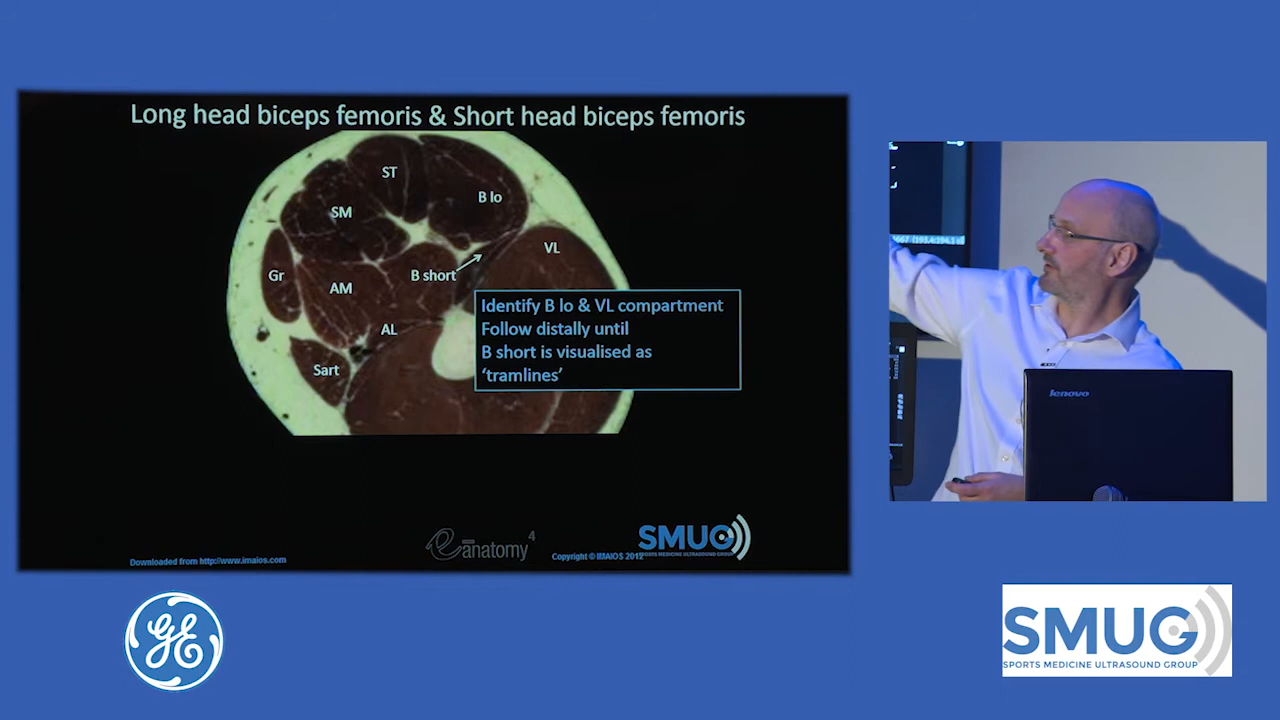 Long head biceps femoris & Short head biceps femoris
ST
B lo
SM
VL
Gr
B short
AM
AL
Sart
Identify B lo & VL compartment
Follow distally until
B short is visualised as
‘tramlines’
e anatomy 4
SMUG
SPORTS MEDICINE ULTRASOUND GROUP
Downloaded from http://www.imaios.com
Copyright © IMAIOS 2012
lenovo
GE
SMUG
SPORTS MEDICINE ULTRASOUND GROUP